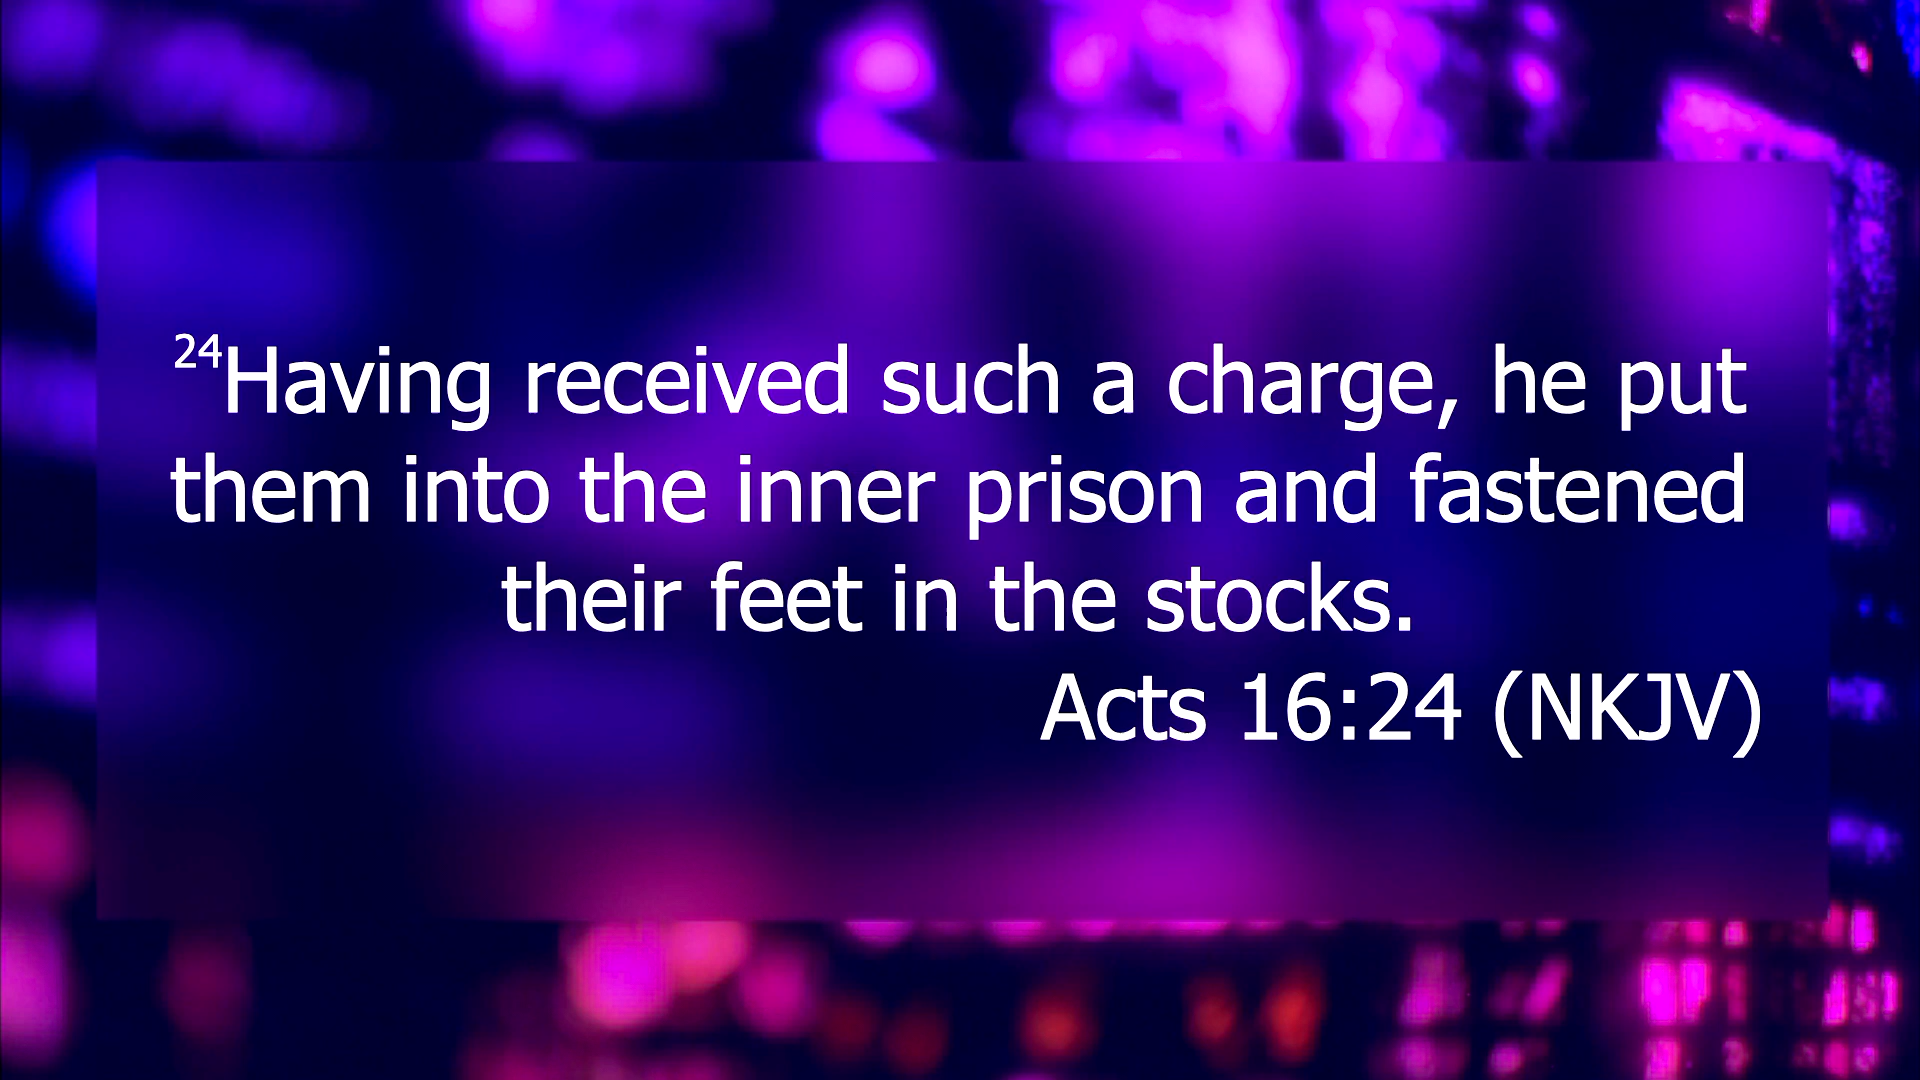 24Having received such a charge, he put
them into the inner prison and fastened
their feet in the stocks.
Acts 16:24 (NKJV)